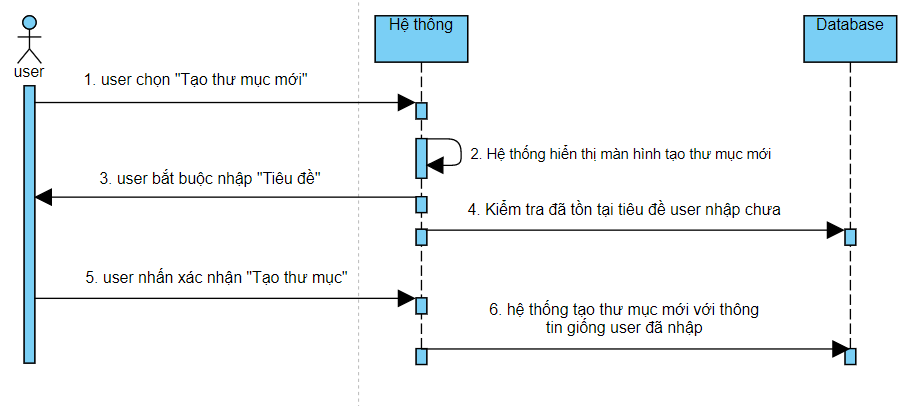 Hệ thông
Database
user
1. user chọn "Tạo thư mục mới"
2. Hệ thống hiển thị màn hình tạo thư mục mới
3. user bắt buộc nhập "Tiêu đề"
4. Kiểm tra đã tồn tại tiêu đề user nhập chưa
5. user nhấn xác nhận "Tạo thư mục"
6. hệ thống tạo thư mục mới với thông
tin giống user đã nhập